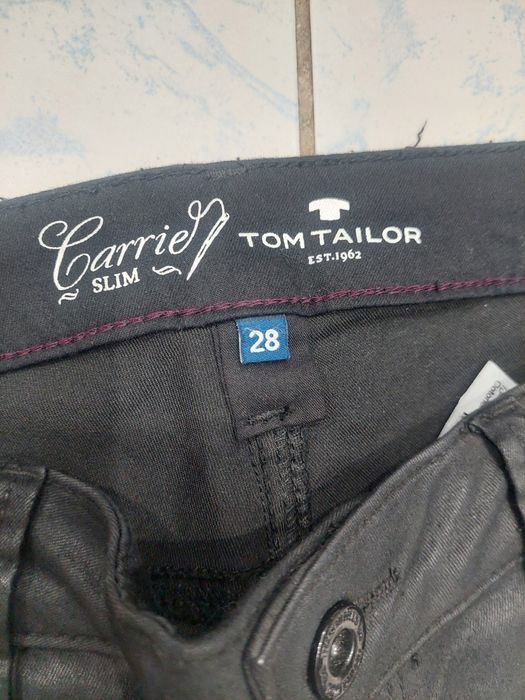 Carrie
SLIM
TOM TAILOR
EST.1962
28